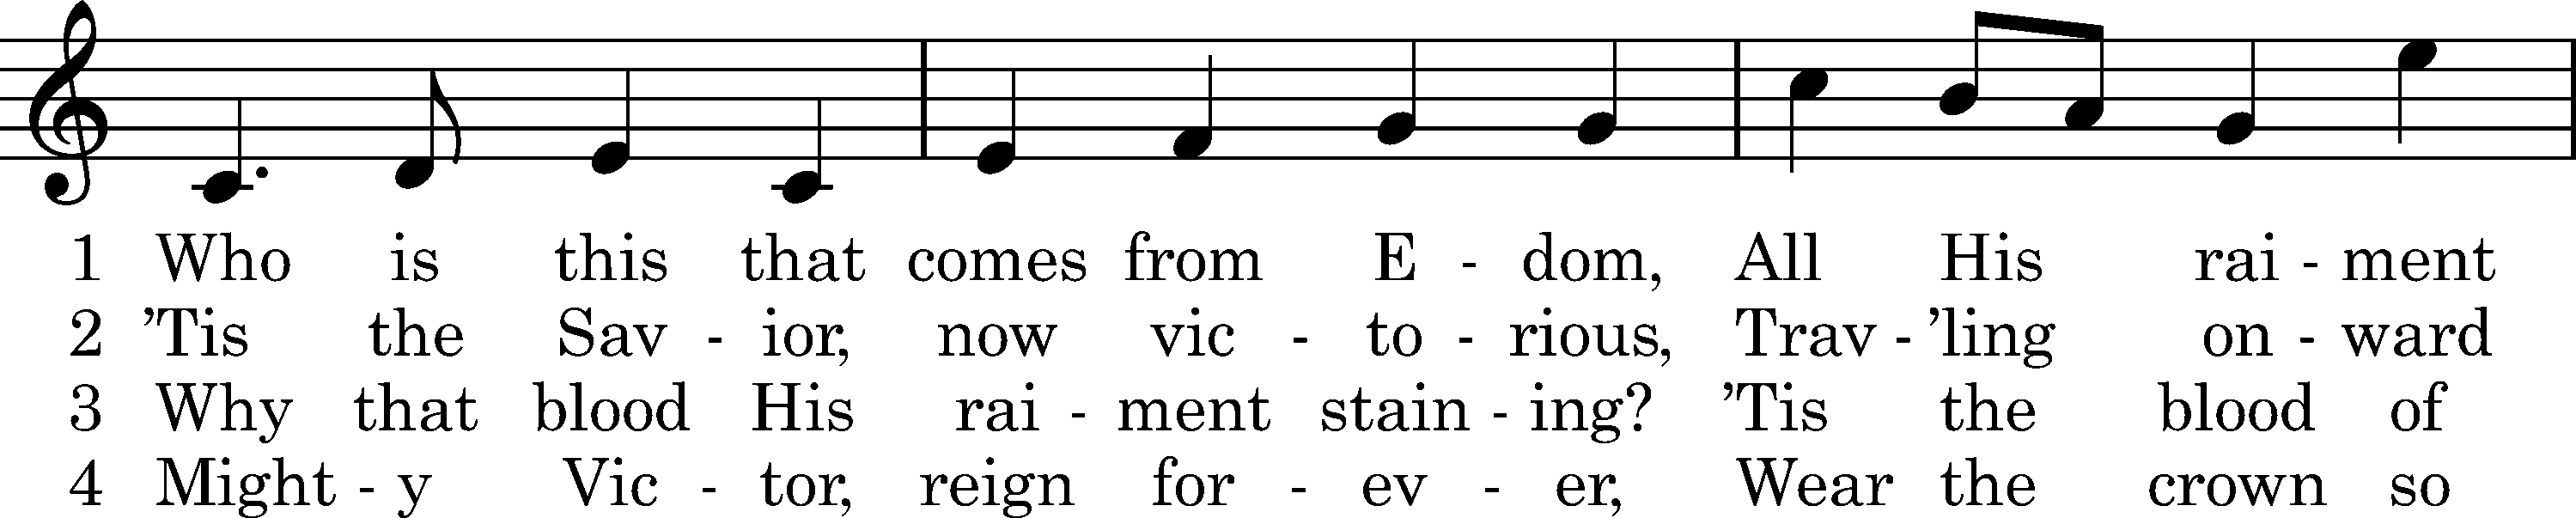 1 Who is this that comes from E - dom, All His rai - ment
2 ’Tis the Sav - ior, now vic - to - rious, Trav - ’ling on - ward
3 Why that blood His rai - ment stain - ing? ’Tis the blood of
4 Might - y Vic - tor, reign for - ev - er, Wear the crown so